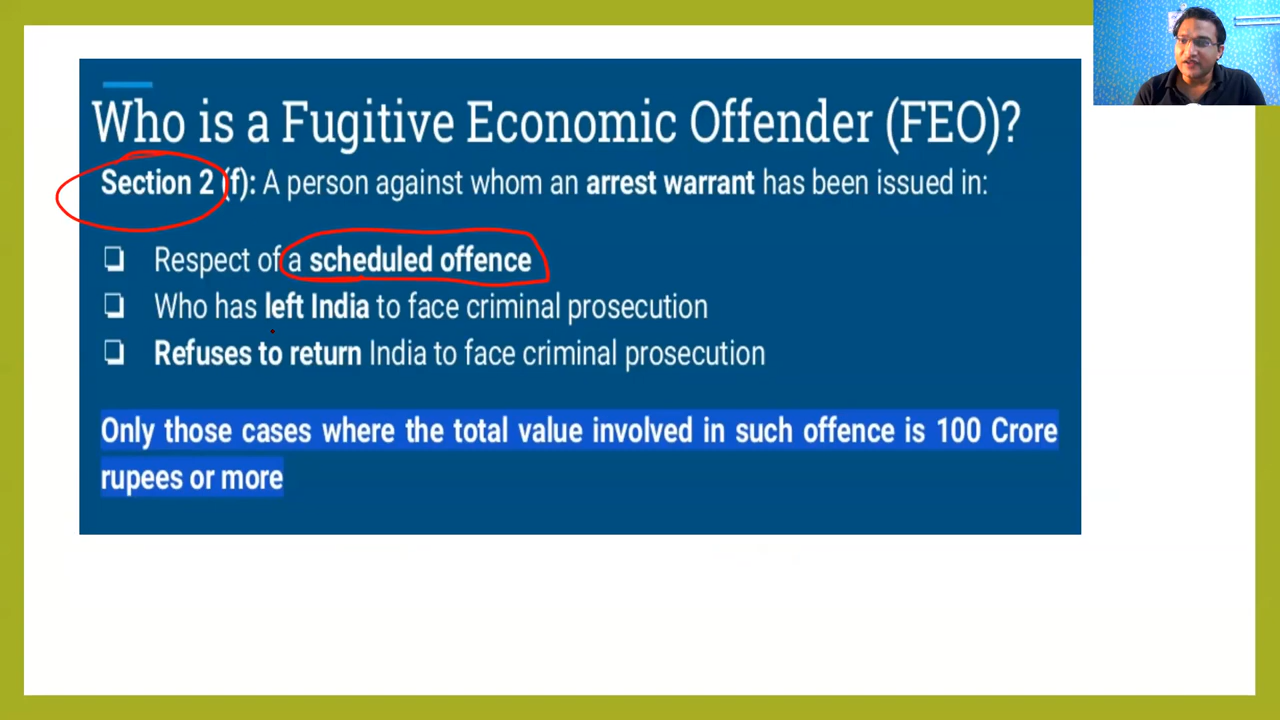 Who is a Fugitive Economic Offender (FEO)?
Section 2 (f): A person against whom an arrest warrant has been issued in:
❏ Respect of a scheduled offence
❏ Who has left India to face criminal prosecution
❏ Refuses to return India to face criminal prosecution
Only those cases where the total value involved in such offence is 100 Crore
rupees or more